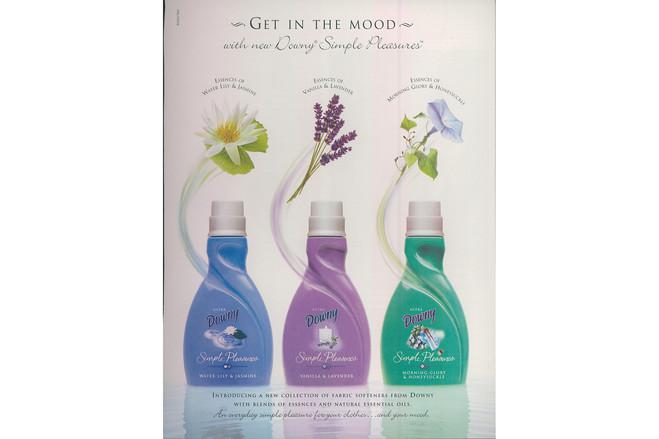 GET IN THE MOOD
with new Downy® Simple Pleasures™
ESSENCES OF
WATER LILY & JASMINE
ESSENCES OF
VANILLA & LAVENDER
ESSENCES OF
MORNING GLORY & HONEYSUCKLE
ULTRA
Downy
Simple Pleasures
WATER LILY & JASMINE
ULTRA
Downy
Simple Pleasures
VANILLA & LAVENDER
ULTRA
Downy
Simple Pleasures
MORNING GLORY
& HONEYSUCKLE
INTRODUCING A NEW COLLECTION OF FABRIC SOFTENERS FROM DOWNY
WITH BLENDS OF ESSENCES AND NATURAL ESSENTIAL OILS.
An everyday simple pleasure for your clothes...and your mood.